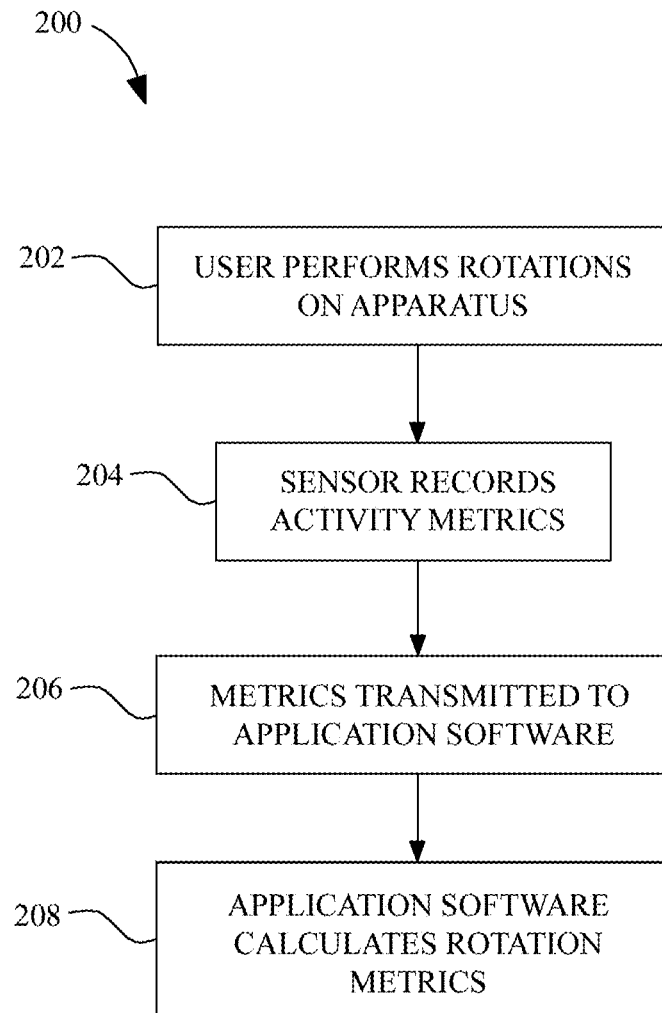 200
202
USER PERFORMS ROTATIONS
ON APPARATUS
204
SENSOR RECORDS
ACTIVITY METRICS
206
METRICS TRANSMITTED TO
APPLICATION SOFTWARE
208
APPLICATION SOFTWARE
CALCULATES ROTATION
METRICS